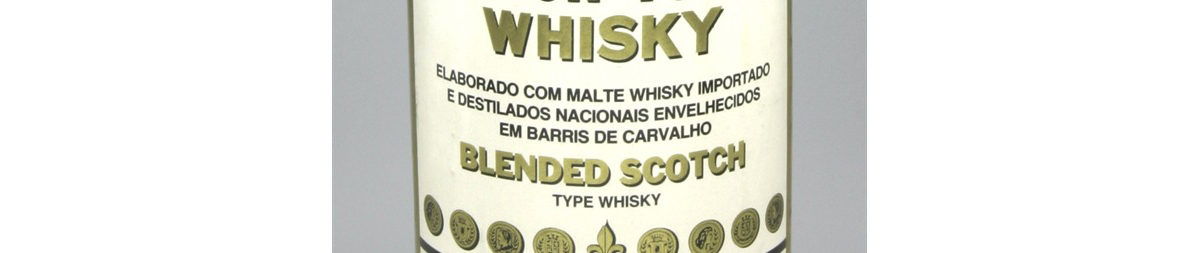 WHISKY
ELABORADO COM MALTE WHISKY IMPORTADO
E DESTILADOS NACIONAIS ENVELHECIDOS
EM BARRIS DE CARVALHO
BLENDED SCOTCH
TYPE WHISKY